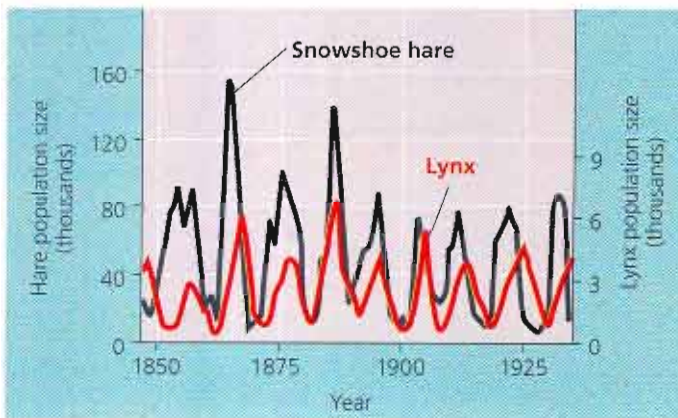 Snowshoe hare
Lynx
Hare population size
(thousands)
160
120
80
40
0
9
6
3
0
Lynx population size
(thousands)
1850
1875
1900
1925
Year